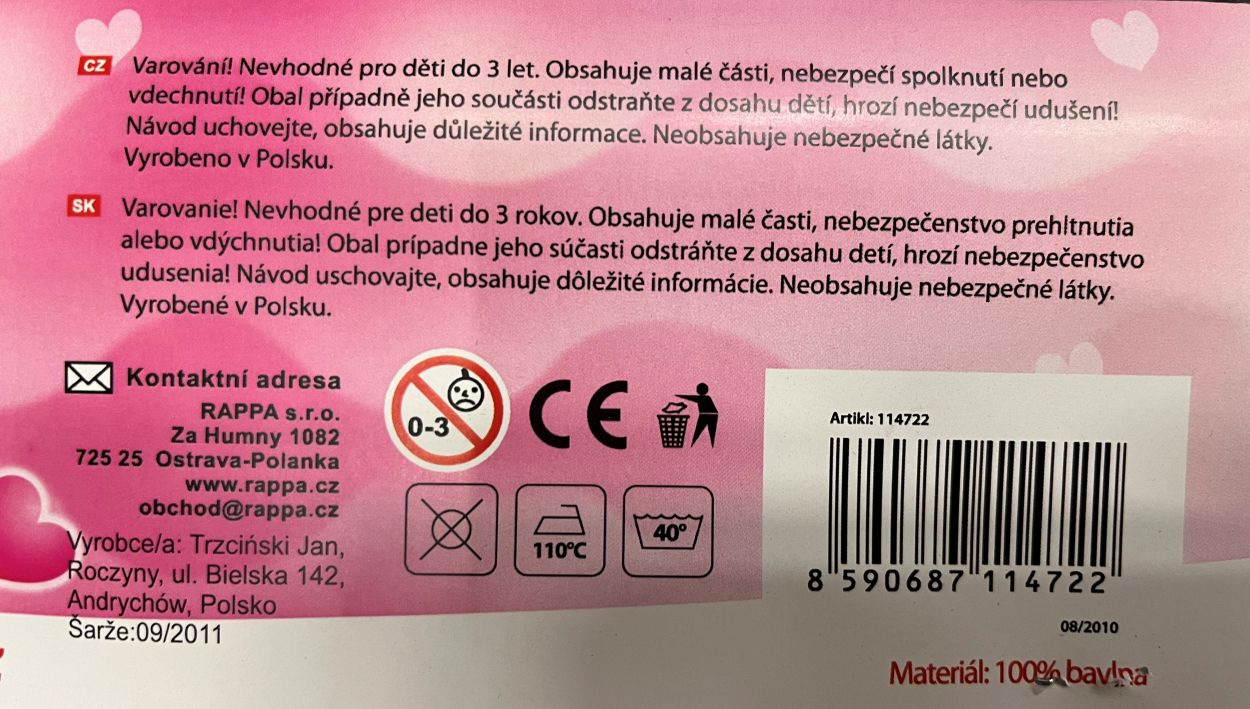 CZ Varování! Nevhodné pro děti do 3 let. Obsahuje malé části, nebezpečí spolknutí nebo
vdechnutí! Obal případně jeho součásti odstraňte z dosahu dětí, hrozí nebezpečí udušení!
Návod uchovejte, obsahuje důležité informace. Neobsahuje nebezpečné látky.
Vyrobeno v Polsku.
SK Varovanie! Nevhodné pre deti do 3 rokov. Obsahuje malé časti, nebezpečenstvo prehltnutia
alebo vdýchnutia! Obal prípadne jeho súčasti odstráňte z dosahu detí, hrozí nebezpečenstvo
udusenia! Návod uschovajte, obsahuje dôležité informácie. Neobsahuje nebezpečné látky.
Vyrobené v Polsku.
Kontaktní adresa
RAPPA s.r.o.
Za Humny 1082
725 25 Ostrava-Polanka
www.rappa.cz
obchod@rappa.cz
Vyrobce/a: Trzciński Jan,
Roczyny, ul. Bielska 142,
Andrychów, Polsko
Šarže:09/2011
0-3
CE
110°C
40°
Artikl: 114722
8 590687 114722
08/2010
Materiál: 100% bavlna